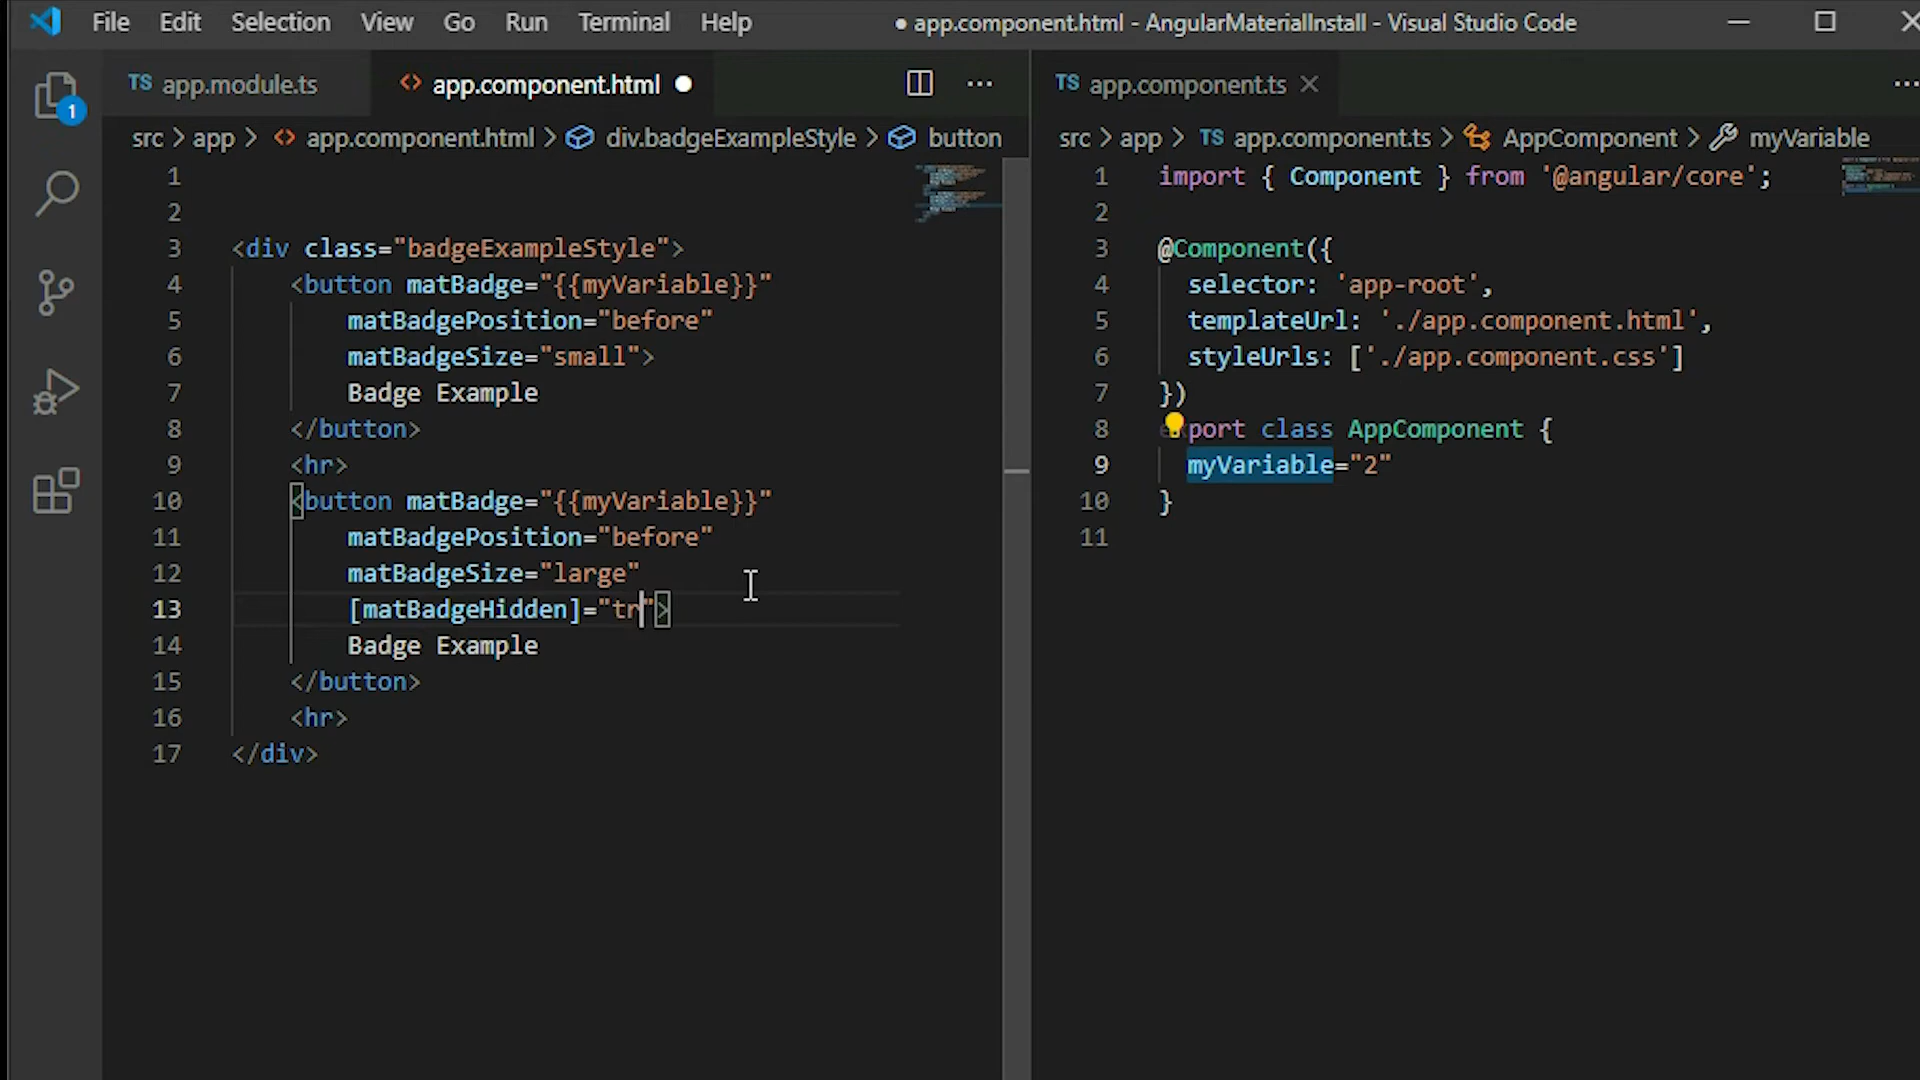 File Edit Selection View Go Run Terminal Help ● app.component.html - AngularMaterialInstall - Visual Studio Code
1
TS app.module.ts <> app.component.html ● ...
src > app > <> app.component.html > div.badgeExampleStyle > button
1
2
3 <div class="badgeExampleStyle">
4 <button matBadge="{{myVariable}}"
5 matBadgePosition="before"
6 matBadgeSize="small">
7 Badge Example
8 </button>
9 <hr>
10 <button matBadge="{{myVariable}}"
11 matBadgePosition="before"
12 matBadgeSize="large"
13 [matBadgeHidden]="tr">
14 Badge Example
15 </button>
16 <hr>
17 </div>
TS app.component.ts × ...
src > app > TS app.component.ts > AppComponent > myVariable
1 import { Component } from '@angular/core';
2
3 @Component({
4 selector: 'app-root',
5 templateUrl: './app.component.html',
6 styleUrls: ['./app.component.css']
7 })
8 export class AppComponent {
9 myVariable="2"
10 }
11